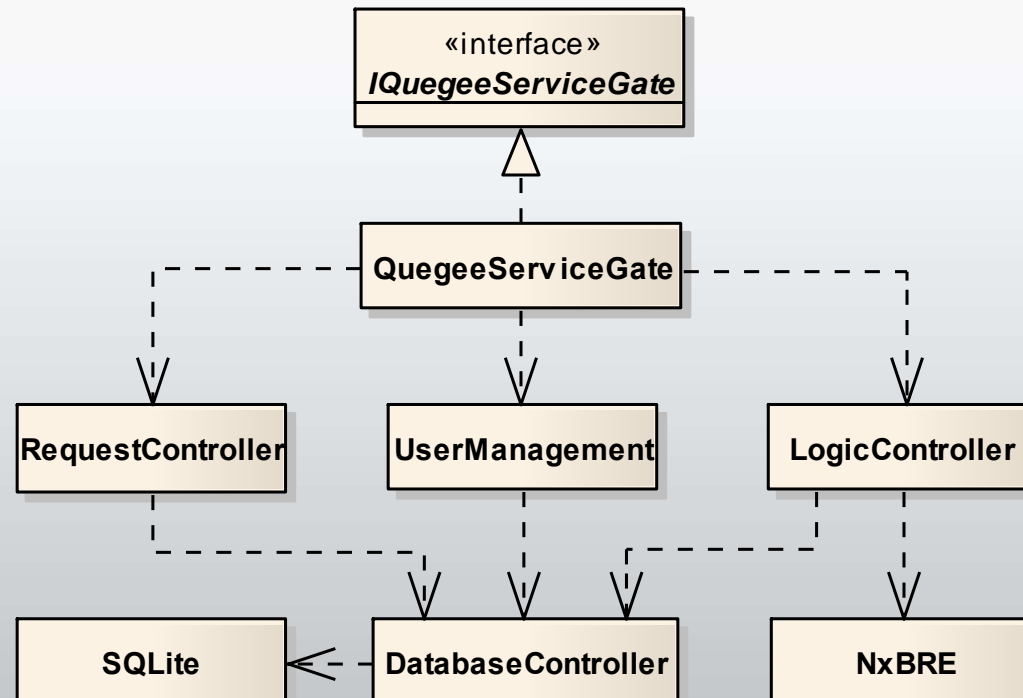 «interface»
IQuegeeServiceGate
QuegeeServiceGate
RequestController
UserManagement
LogicController
SQLite
DatabaseController
NxBRE